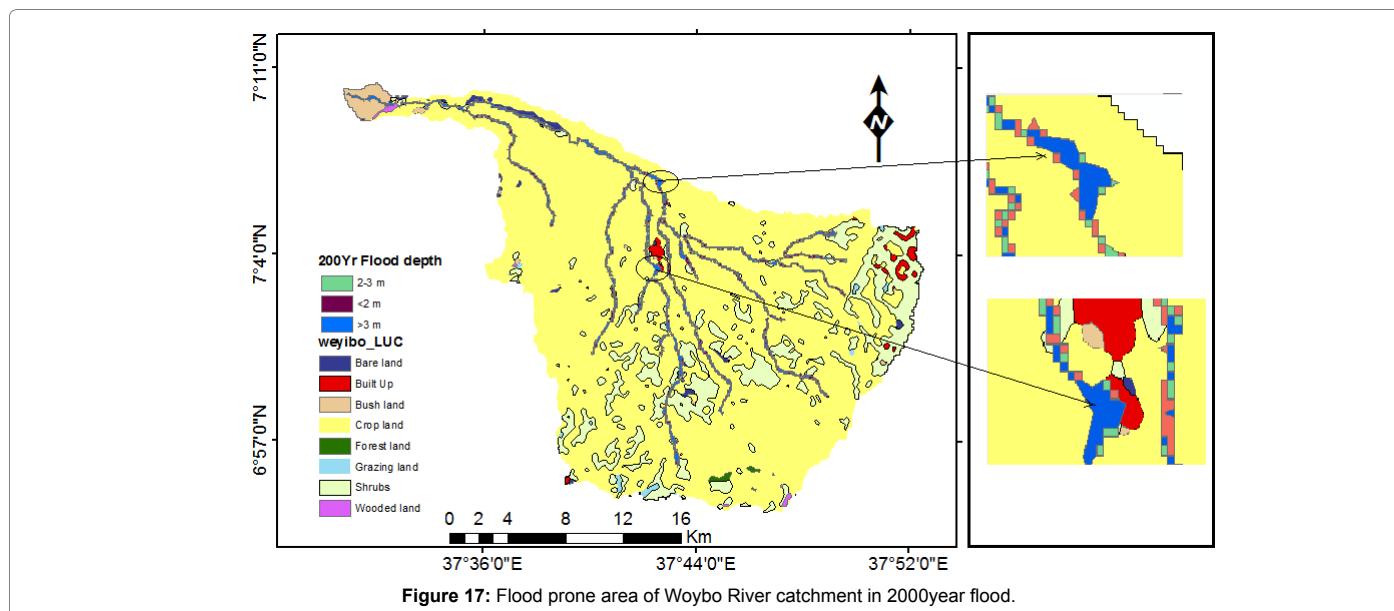 7°11'0"N
7°4'0"N
6°57'0"N
N
200Yr Flood depth
2-3 m
<2 m
>3 m
weyibo_LUC
Bare land
Built Up
Bush land
Crop land
Forest land
Grazing land
Shrubs
Wooded land
0 2 4 8 12 16
Km
37°36'0"E 37°44'0"E 37°52'0"E
Figure 17: Flood prone area of Woybo River catchment in 2000year flood.